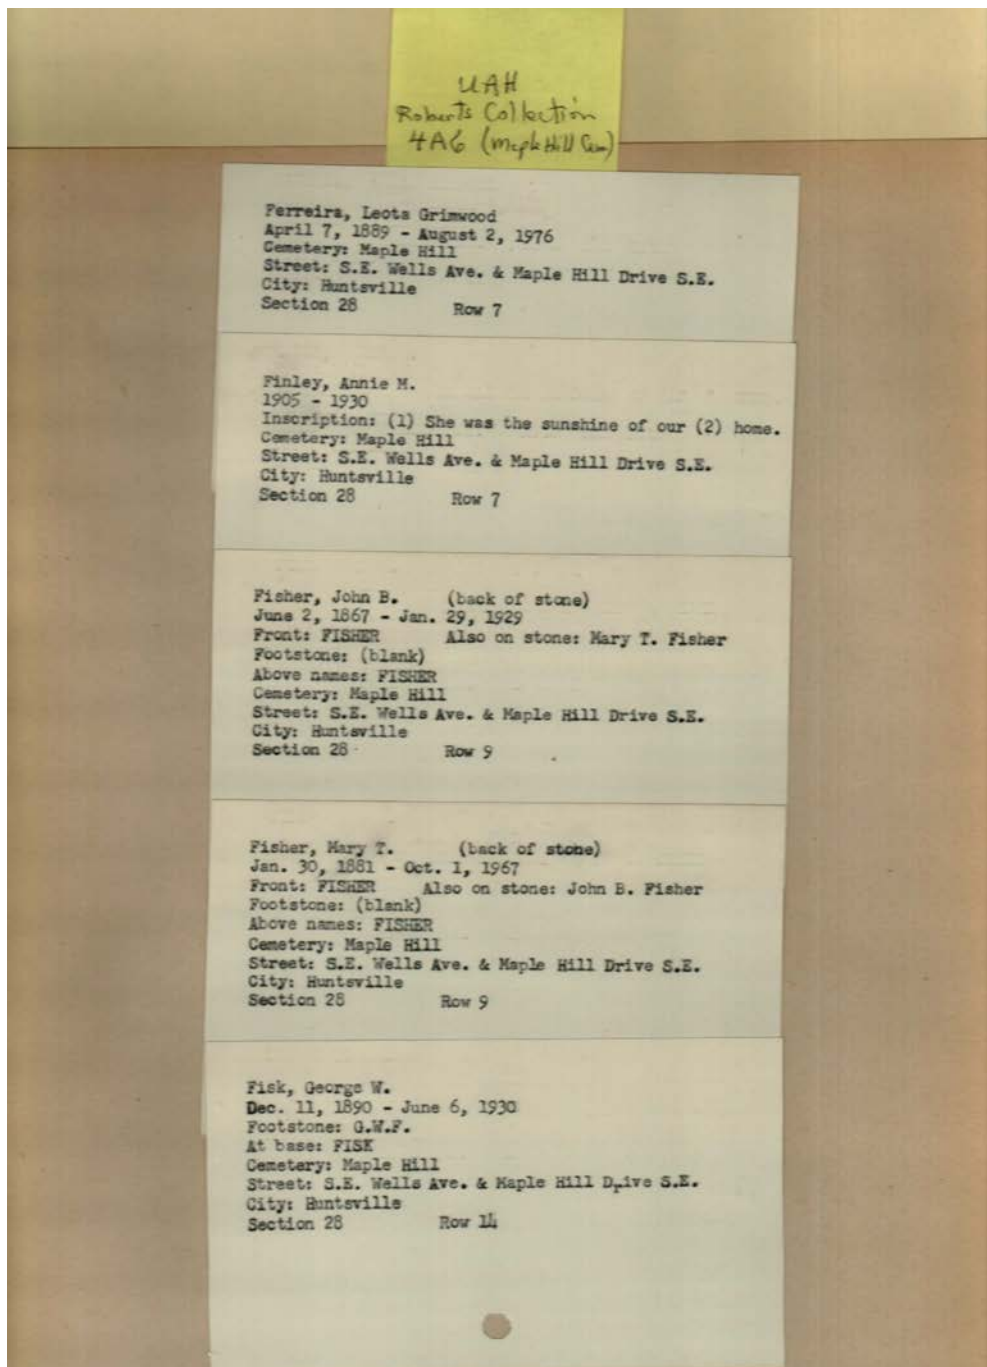 UAH
Roberts Collection
4A6 (Maple Hill Cem)
Ferreira, Leota Grimwood
April 7, 1889 - August 2, 1976
Cemetery: Maple Hill
Street: S.E. Wells Ave. & Maple Hill Drive S.E.
City: Huntsville
Section 28 Row 7
Finley, Annie M.
1905 - 1930
Inscription: (1) She was the sunshine of our (2) home.
Cemetery: Maple Hill
Street: S.E. Wells Ave. & Maple Hill Drive S.E.
City: Huntsville
Section 28 Row 7
Fisher, John B. (back of stone)
June 2, 1867 - Jan. 29, 1929
Front: FISHER Also on stone: Mary T. Fisher
Footstone: (blank)
Above names: FISHER
Cemetery: Maple Hill
Street: S.E. Wells Ave. & Maple Hill Drive S.E.
City: Huntsville
Section 28 Row 9
Fisher, Mary T. (back of stone)
Jan. 30, 1881 - Oct. 1, 1967
Front: FISHER Also on stone: John B. Fisher
Footstone: (blank)
Above names: FISHER
Cemetery: Maple Hill
Street: S.E. Wells Ave. & Maple Hill Drive S.E.
City: Huntsville
Section 28 Row 9
Fisk, George W.
Dec. 11, 1890 - June 6, 1930
Footstone: G.W.F.
At base: FISK
Cemetery: Maple Hill
Street: S.E. Wells Ave. & Maple Hill Drive S.E.
City: Huntsville
Section 28 Row 14